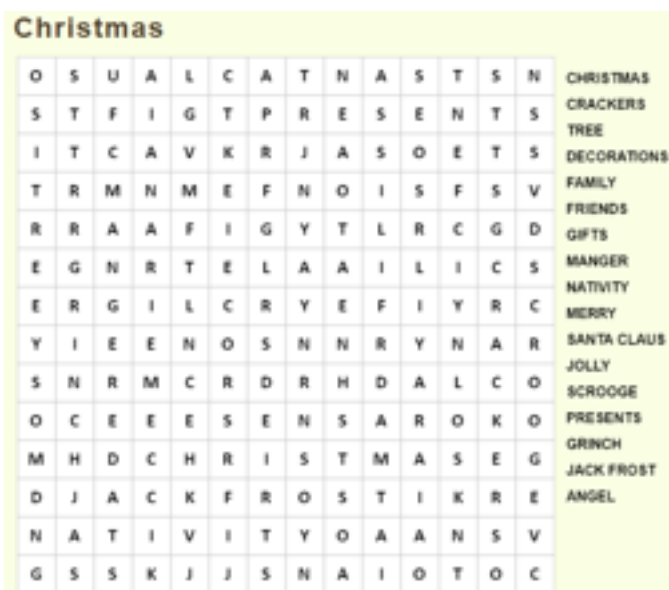 Christmas
O S U A L C A T N A S T S N
S T F I G T P R E S E N T S
I T C A V K R J A S O E T S
T R M N M E F N O I S F S V
R R A A F I G Y T L R C G D
E G N R T E L A A I L I C S
E R G I L C R Y E F I Y R C
Y I E E N O S N N R Y N A R
S N R M C R D R H D A L C O
O C E E E S E N S A R O K O
M H D C H R I S T M A S E G
D J A C K F R O S T I K R E
N A T I V I T Y O A A N S V
G S S K J J S N A I O T O C
CHRISTMAS
CRACKERS
TREE
DECORATIONS
FAMILY
FRIENDS
GIFTS
MANGER
NATIVITY
MERRY
SANTA CLAUS
JOLLY
SCROOGE
PRESENTS
GRINCH
JACK FROST
ANGEL